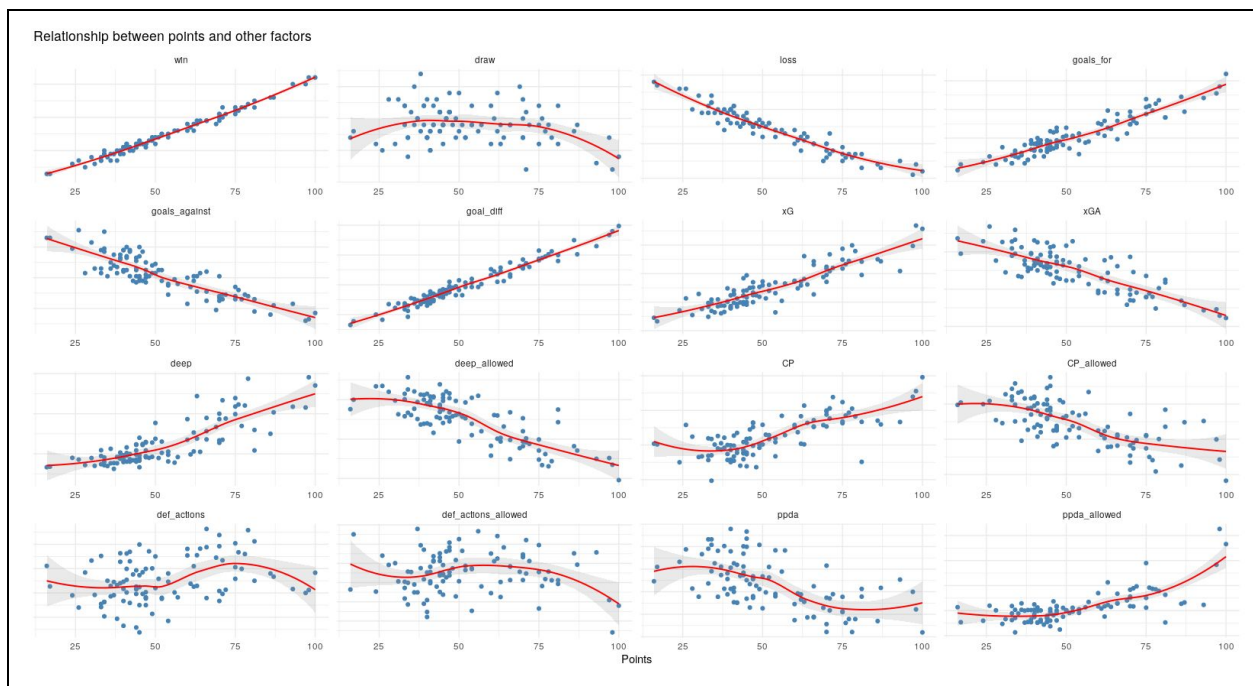 Relationship between points and other factors
win draw loss goals_for
25 50 75 100 25 50 75 100 25 50 75 100 25 50 75 100
goals_against goal_diff xG xGA
25 50 75 100 25 50 75 100 25 50 75 100 25 50 75 100
deep deep_allowed CP CP_allowed
25 50 75 100 25 50 75 100 25 50 75 100 25 50 75 100
def_actions def_actions_allowed ppda ppda_allowed
25 50 75 100 25 50 75 100 25 50 75 100 25 50 75 100
Points